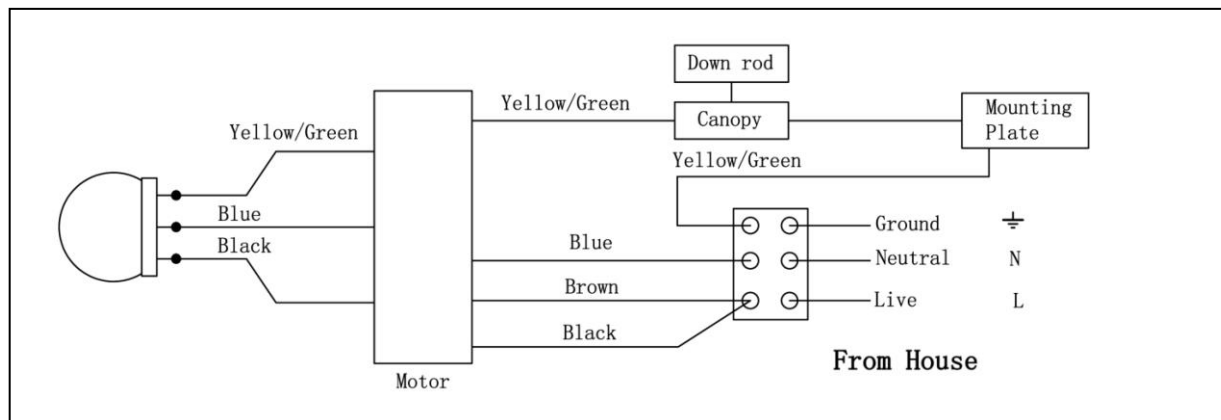 Down rod
Yellow/Green
Canopy
Mounting
Plate
Yellow/Green
Yellow/Green
Blue
Ground
Black
Blue
Neutral N
Brown
Live L
Black
From House
Motor